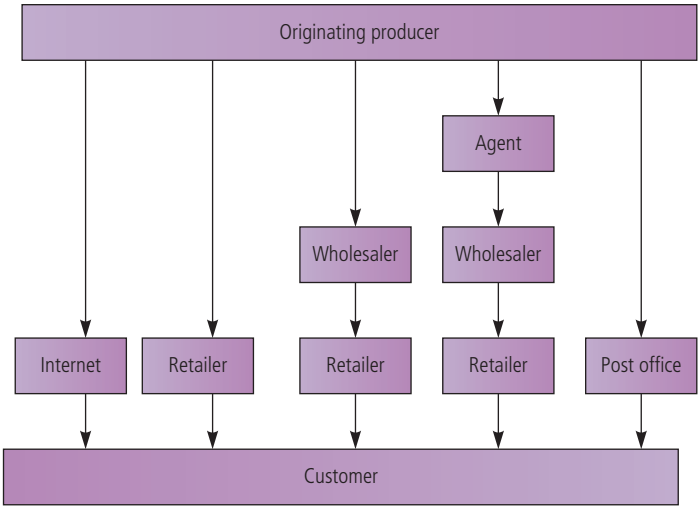 Originating producer
Agent
Wholesaler
Wholesaler
Internet
Retailer
Retailer
Retailer
Post office
Customer